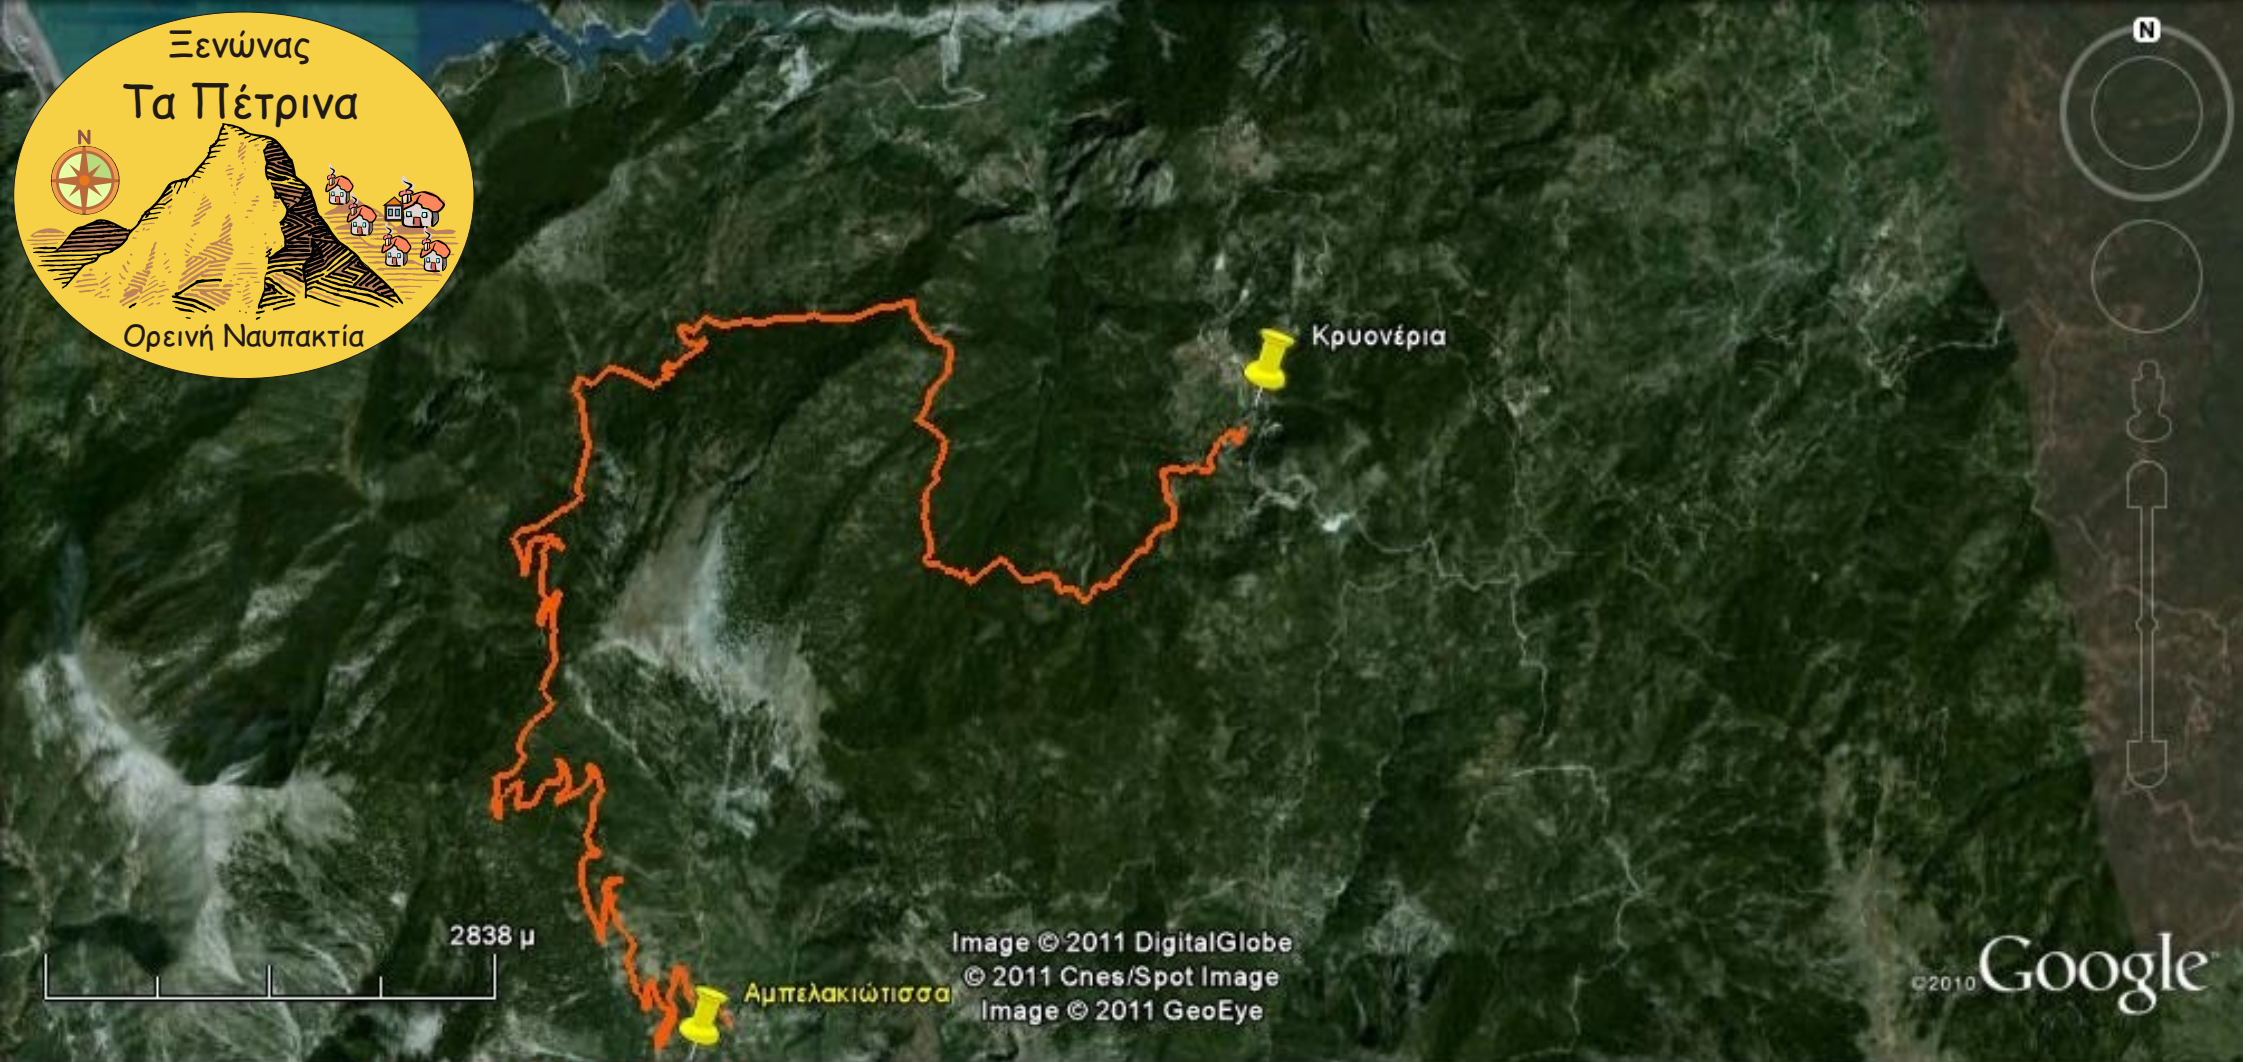 Ξενώνας
Τα Πέτρινα
N
Ορεινή Ναυπακτία
N
Κρυονέρια
2838 μ
Αμπελακιώτισσα
Image © 2011 DigitalGlobe
© 2011 Cnes/Spot Image
Image © 2011 GeoEye
©2010 Google